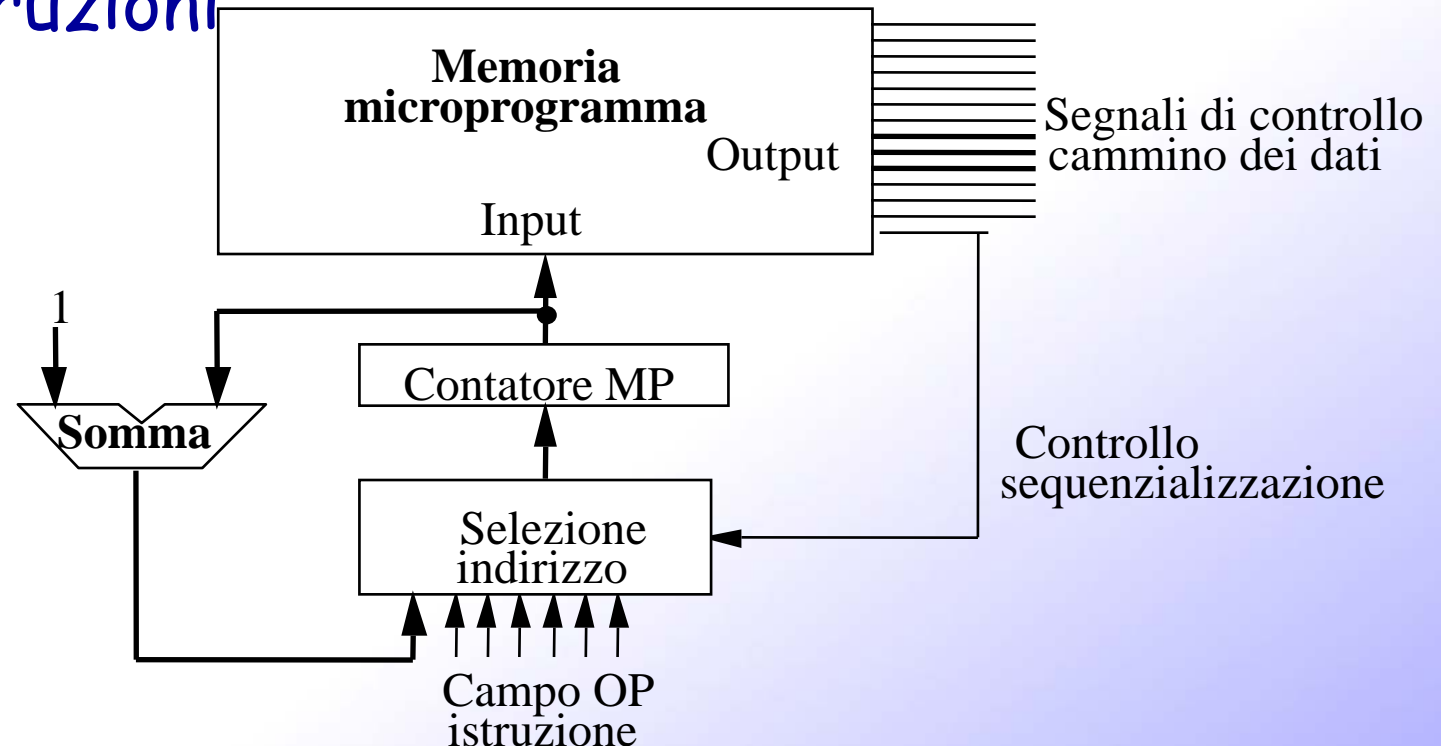 Memoria
microprogramma
Output
Input
Segnali di controllo
cammino dei dati
1
Contatore MP
Somma
Controllo
sequenzializzazione
Selezione
indirizzo
Campo OP
istruzione